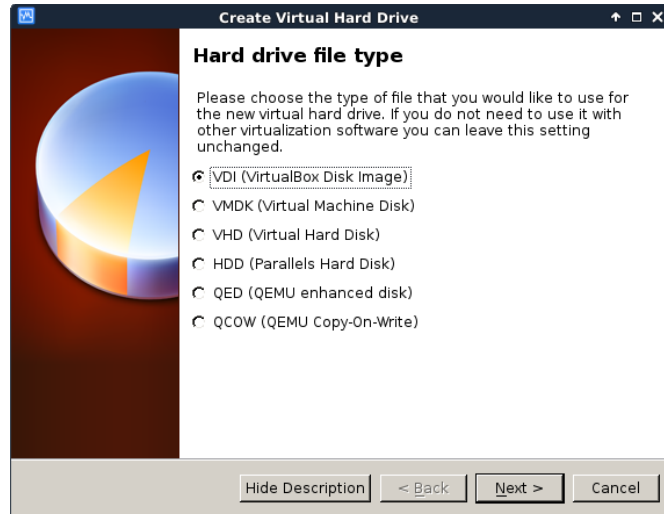 Create Virtual Hard Drive
Hard drive file type
Please choose the type of file that you would like to use for
the new virtual hard drive. If you do not need to use it with
other virtualization software you can leave this setting
unchanged.
VDI (VirtualBox Disk Image)
VMDK (Virtual Machine Disk)
VHD (Virtual Hard Disk)
HDD (Parallels Hard Disk)
QED (QEMU enhanced disk)
QCOW (QEMU Copy-On-Write)
Hide Description < Back Next > Cancel